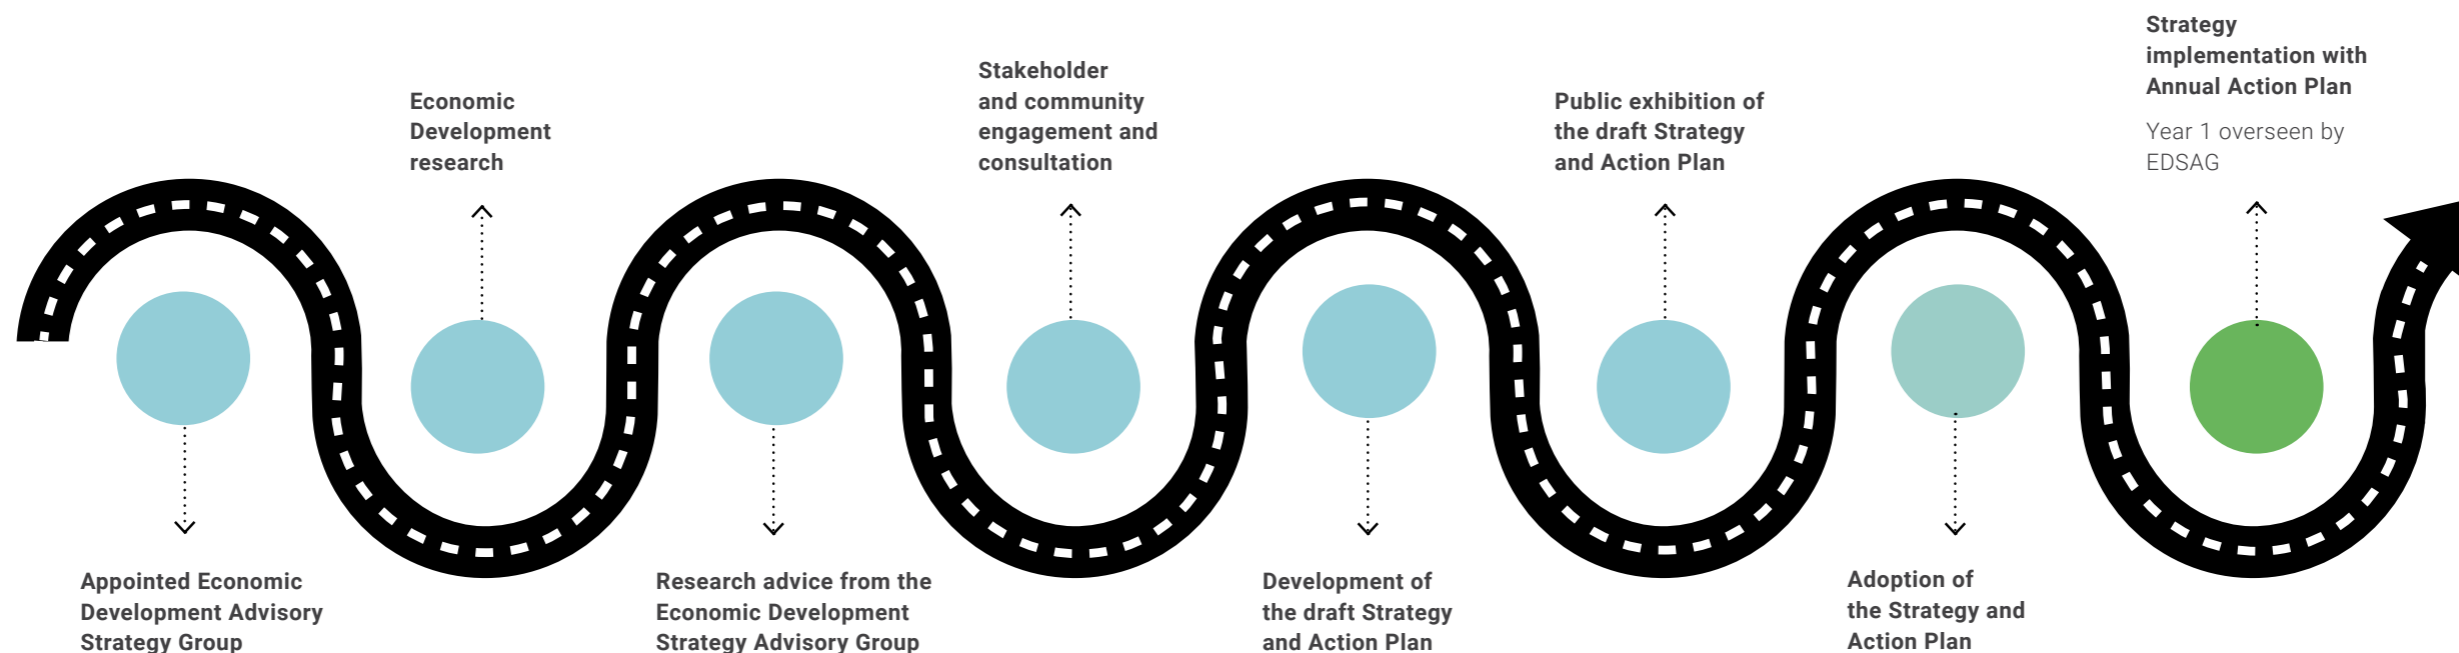 Appointed Economic
Development Advisory
Strategy Group
Economic
Development
research
Research advice from the
Economic Development
Strategy Advisory Group
Stakeholder
and community
engagement and
consultation
Development of
the draft Strategy
and Action Plan
Public exhibition of
the draft Strategy
and Action Plan
Adoption of
the Strategy and
Action Plan
Strategy
implementation with
Annual Action Plan
Year 1 overseen by
EDSAG